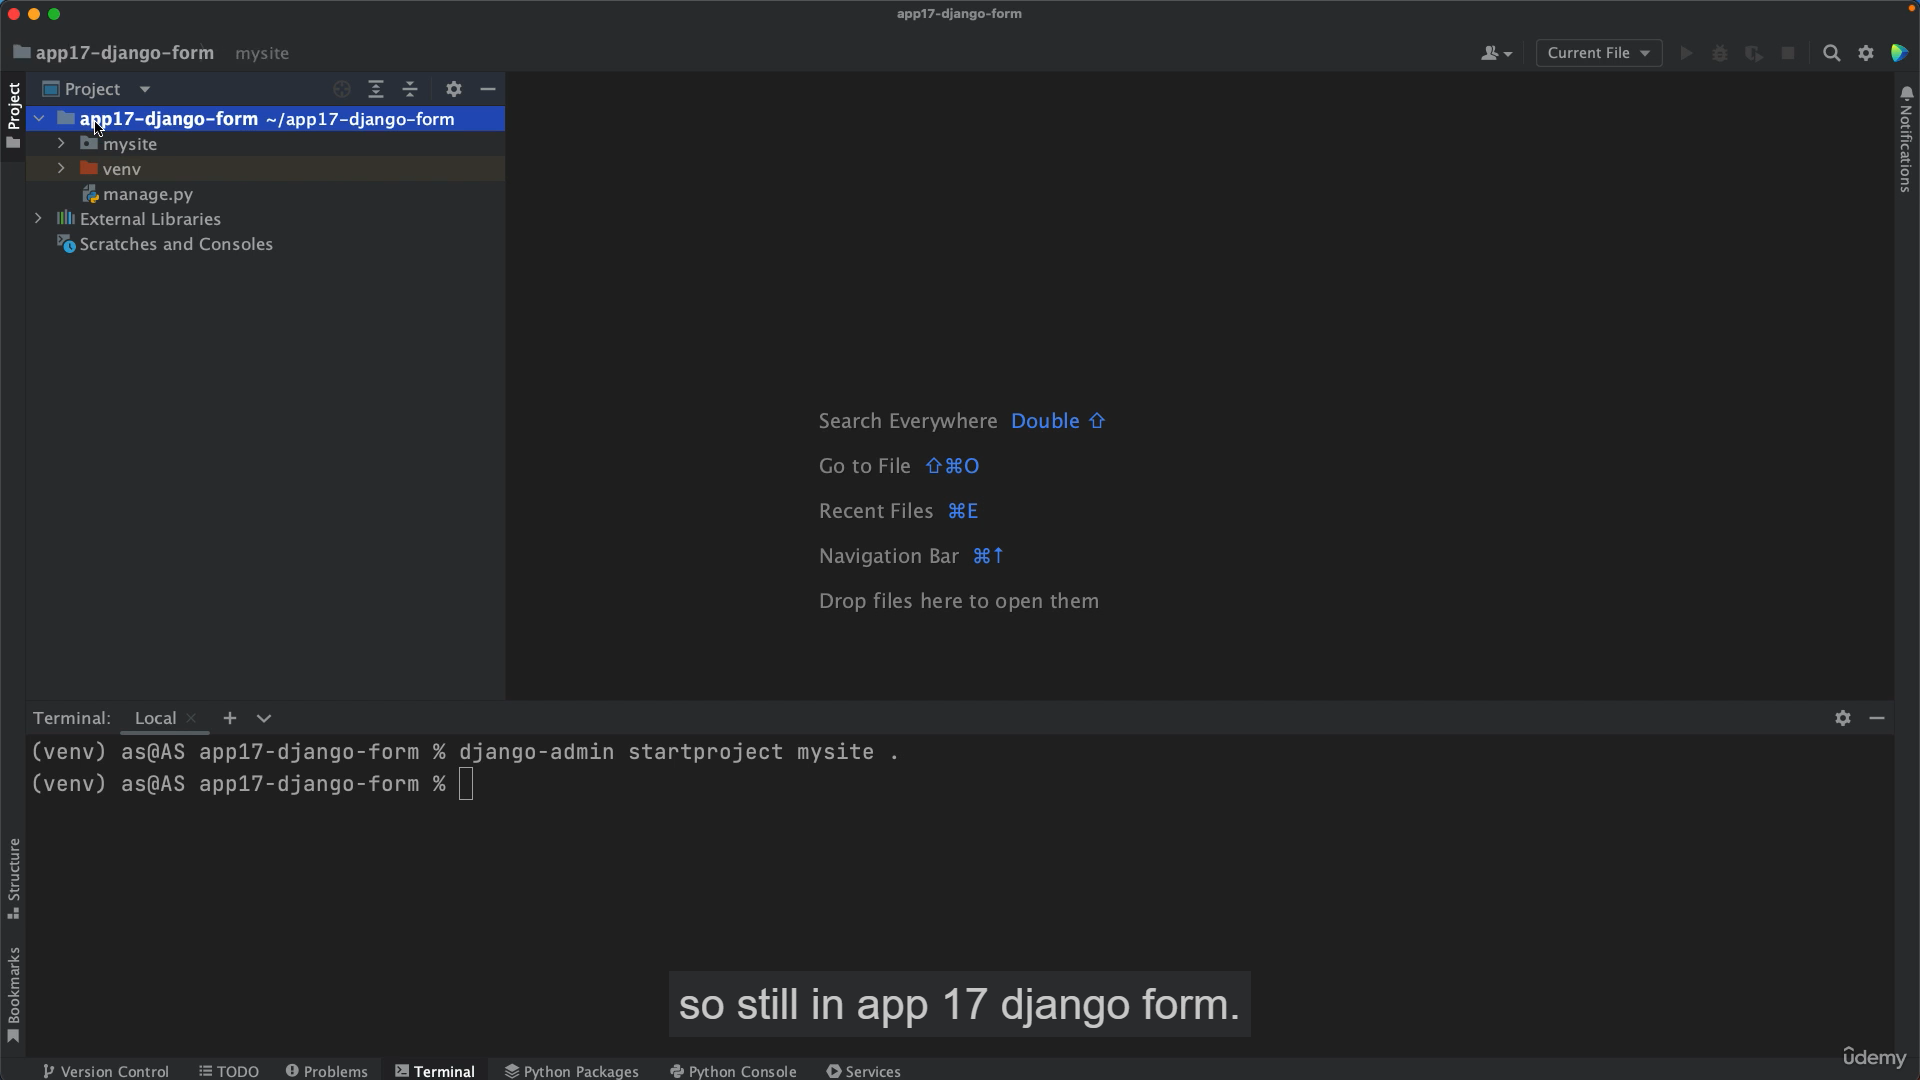 app17-django-form
app17-django-form mysite
Current File
Project
Project
app17-django-form ~/app17-django-form
mysite
venv
manage.py
External Libraries
Scratches and Consoles
Notifications
Search Everywhere Double ⇧
Go to File ⇧⌘O
Recent Files ⌘E
Navigation Bar ⌘↑
Drop files here to open them
Terminal: Local
(venv) as@AS app17-django-form % django-admin startproject mysite .
(venv) as@AS app17-django-form %
Structure
Bookmarks
so still in app 17 django form.
Version Control TODO Problems Terminal Python Packages Python Console Services
ûdemy